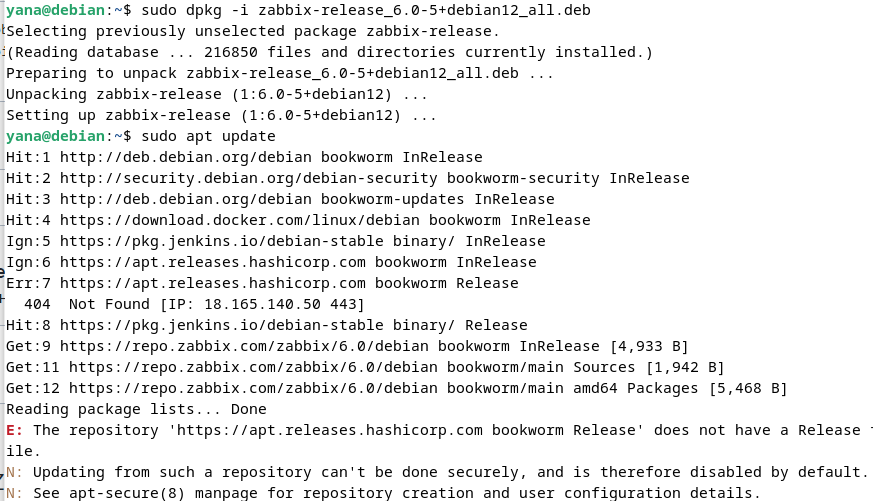 yana@debian:~$ sudo dpkg -i zabbix-release_6.0-5+debian12_all.deb
Selecting previously unselected package zabbix-release.
(Reading database ... 216850 files and directories currently installed.)
Preparing to unpack zabbix-release_6.0-5+debian12_all.deb ...
Unpacking zabbix-release (1:6.0-5+debian12) ...
Setting up zabbix-release (1:6.0-5+debian12) ...
yana@debian:~$ sudo apt update
Hit:1 http://deb.debian.org/debian bookworm InRelease
Hit:2 http://security.debian.org/debian-security bookworm-security InRelease
Hit:3 http://deb.debian.org/debian bookworm-updates InRelease
Hit:4 https://download.docker.com/linux/debian bookworm InRelease
Ign:5 https://pkg.jenkins.io/debian-stable binary/ InRelease
Ign:6 https://apt.releases.hashicorp.com bookworm InRelease
Err:7 https://apt.releases.hashicorp.com bookworm Release
  404  Not Found [IP: 18.165.140.50 443]
Hit:8 https://pkg.jenkins.io/debian-stable binary/ Release
Get:9 https://repo.zabbix.com/zabbix/6.0/debian bookworm InRelease [4,933 B]
Get:11 https://repo.zabbix.com/zabbix/6.0/debian bookworm/main Sources [1,942 B]
Get:12 https://repo.zabbix.com/zabbix/6.0/debian bookworm/main amd64 Packages [5,468 B]
Reading package lists... Done
E: The repository 'https://apt.releases.hashicorp.com bookworm Release' does not have a Release
ile.
N: Updating from such a repository can't be done securely, and is therefore disabled by default.
N: See apt-secure(8) manpage for repository creation and user configuration details.